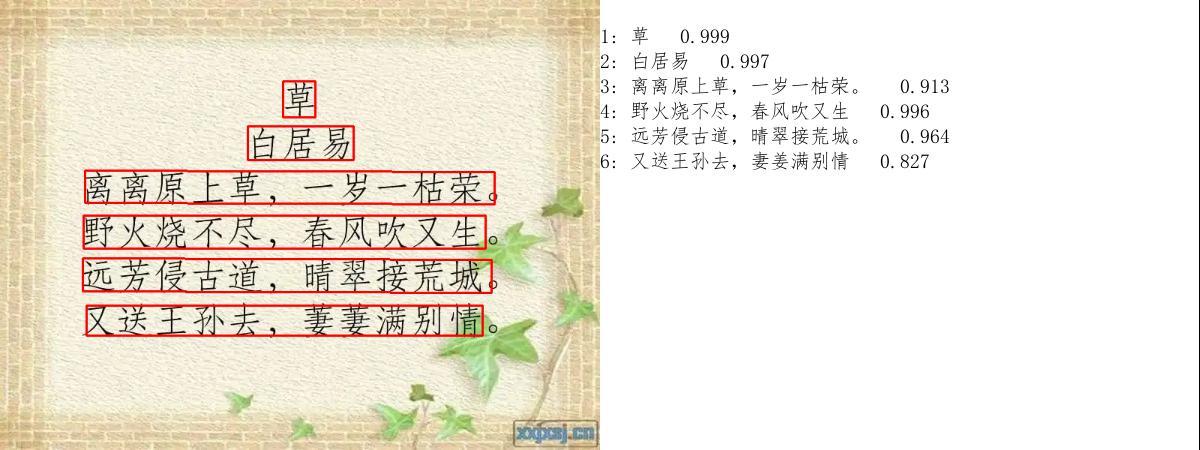 草
白居易
离离原上草，一岁一枯荣。
野火烧不尽，春风吹又生。
远芳侵古道，晴翠接荒城。
又送王孙去，萋萋满别情。
xxpxsj.cn
1: 草 0.999
2: 白居易 0.997
3: 离离原上草，一岁一枯荣。 0.913
4: 野火烧不尽，春风吹又生 0.996
5: 远芳侵古道，晴翠接荒城。 0.964
6: 又送王孙去，妻姜满别情 0.827